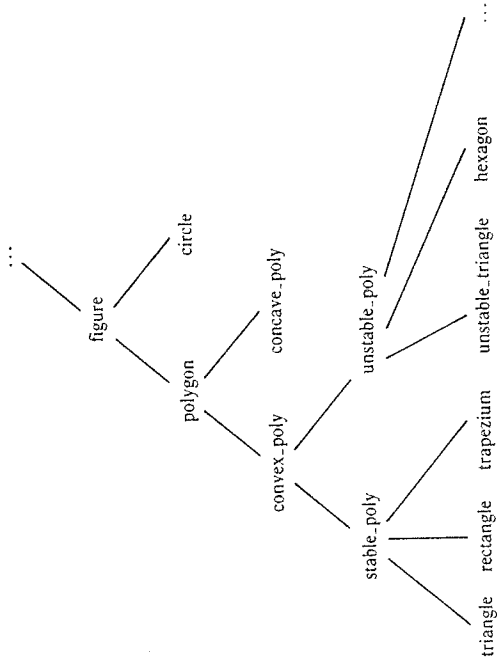 ...
figure
polygon circle
convex_poly concave_poly
stable_poly unstable_poly
triangle rectangle trapezium unstable_triangle hexagon ...